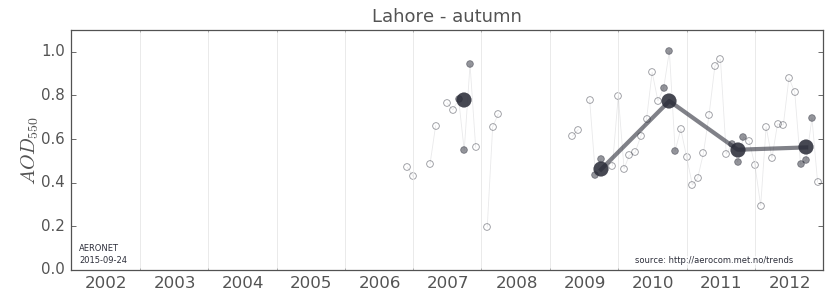 Lahore - autumn
1.0
0.8
0.6
0.4
0.2
0.0
AOD550
AERONET
2015-09-24
source: http://aerocom.met.no/trends
2002 2003 2004 2005 2006 2007 2008 2009 2010 2011 2012